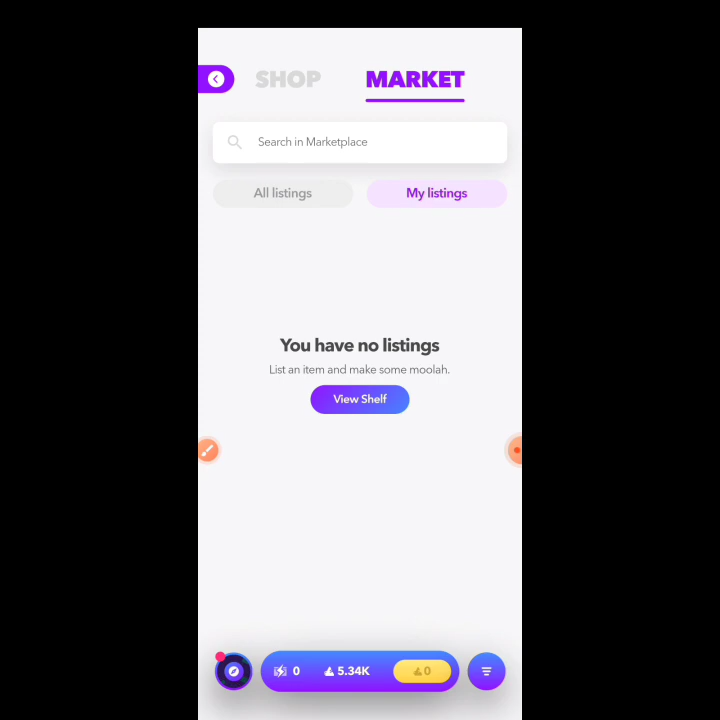 SHOP
MARKET
Search in Marketplace
All listings
My listings
You have no listings
List an item and make some moolah.
View Shelf
0
5.34K
0